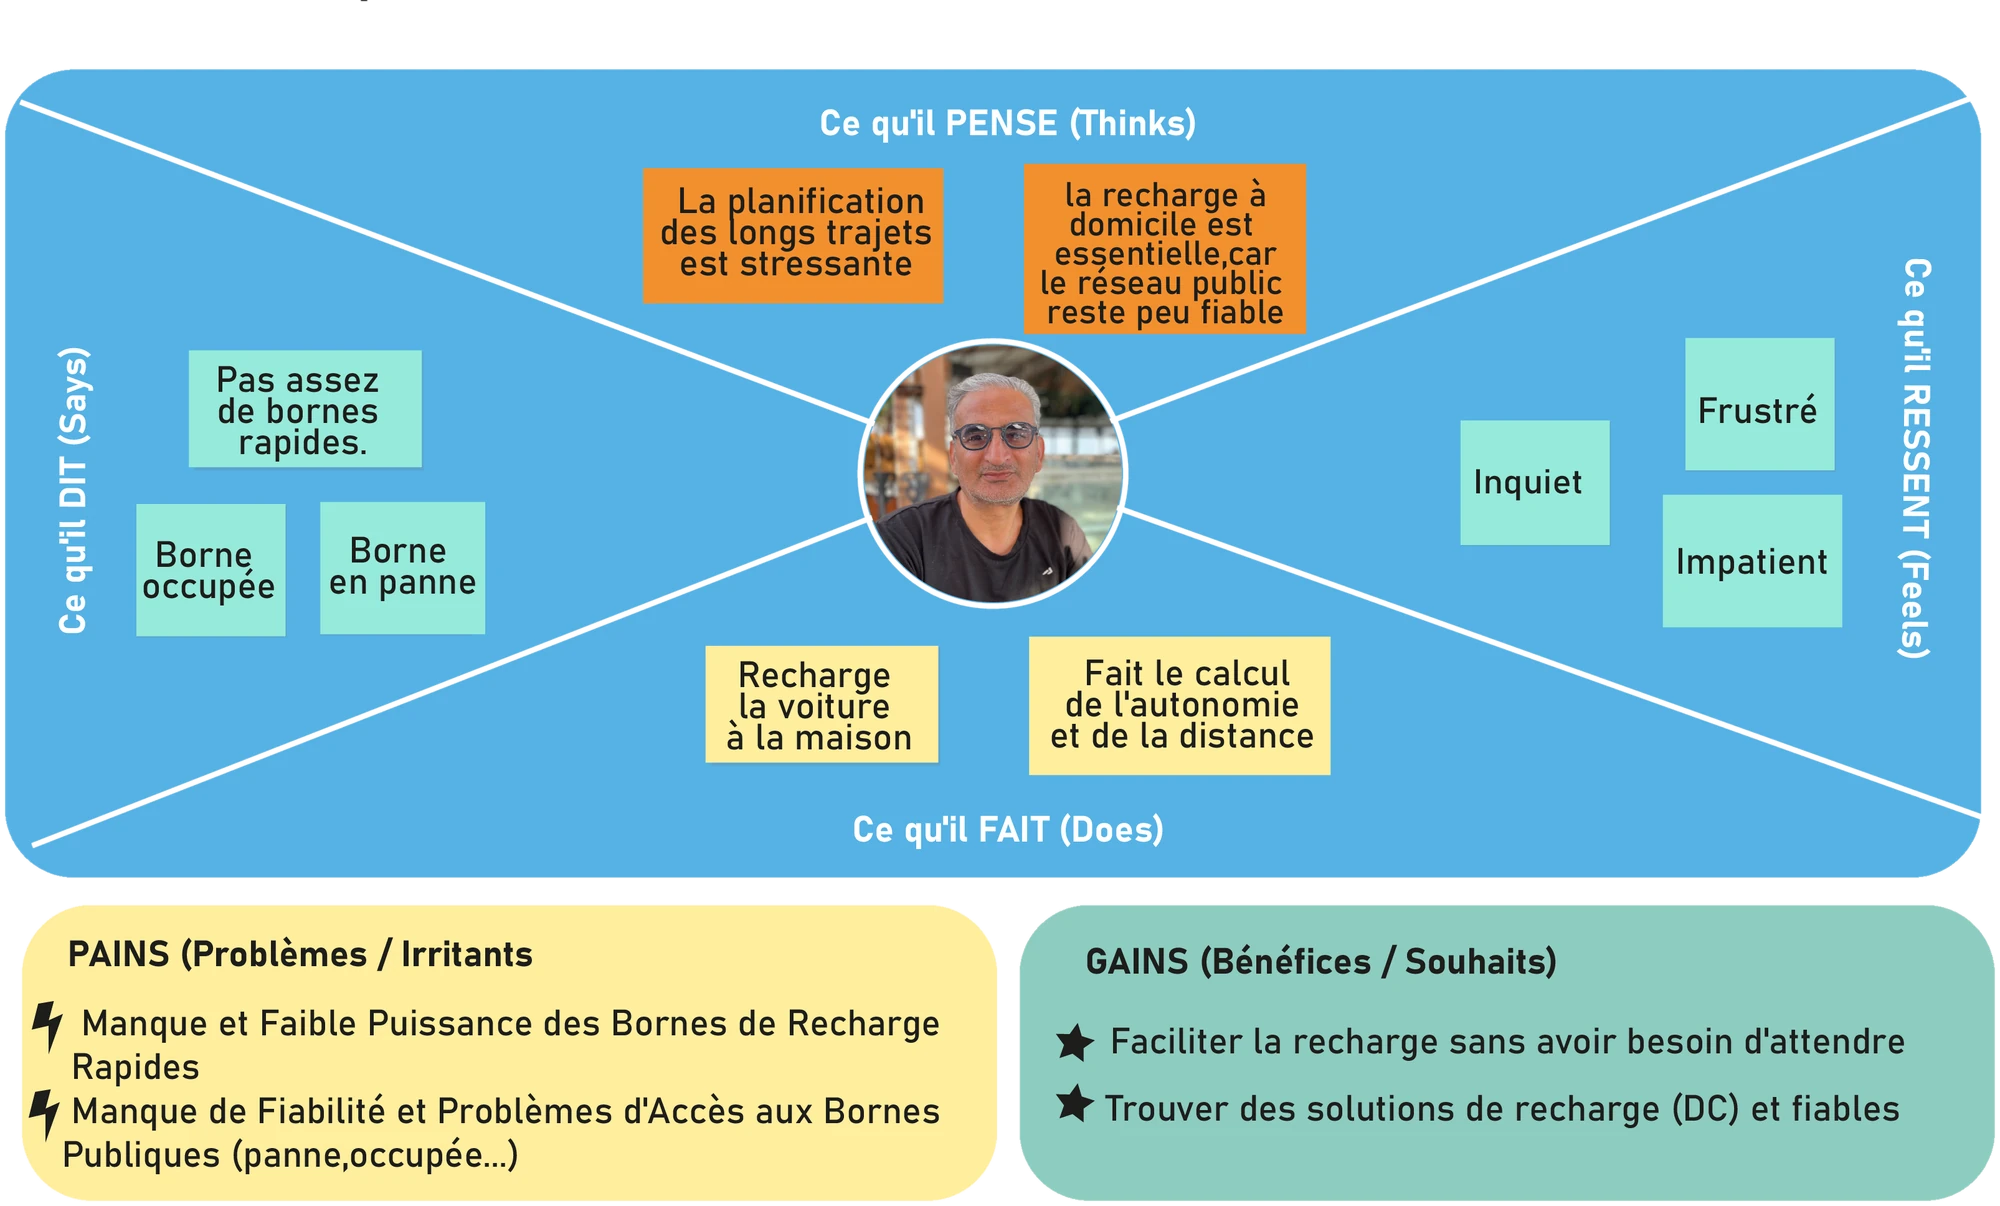 Ce qu'il PENSE (Thinks)
La planification
des longs trajets
est stressante
la recharge à
domicile est
essentielle,car
le réseau public
reste peu fiable
Ce qu'il DIT (Says)
Pas assez
de bornes
rapides.
Borne
occupée
Borne
en panne
Ce qu'il RESSENT (Feels)
Frustré
Inquiet
Impatient
Recharge
la voiture
à la maison
Fait le calcul
de l'autonomie
et de la distance
Ce qu'il FAIT (Does)
PAINS (Problèmes / Irritants
Manque et Faible Puissance des Bornes de Recharge
Rapides
Manque de Fiabilité et Problèmes d'Accès aux Bornes
Publiques (panne,occupée...)
GAINS (Bénéfices / Souhaits)
Faciliter la recharge sans avoir besoin d'attendre
Trouver des solutions de recharge (DC) et fiables